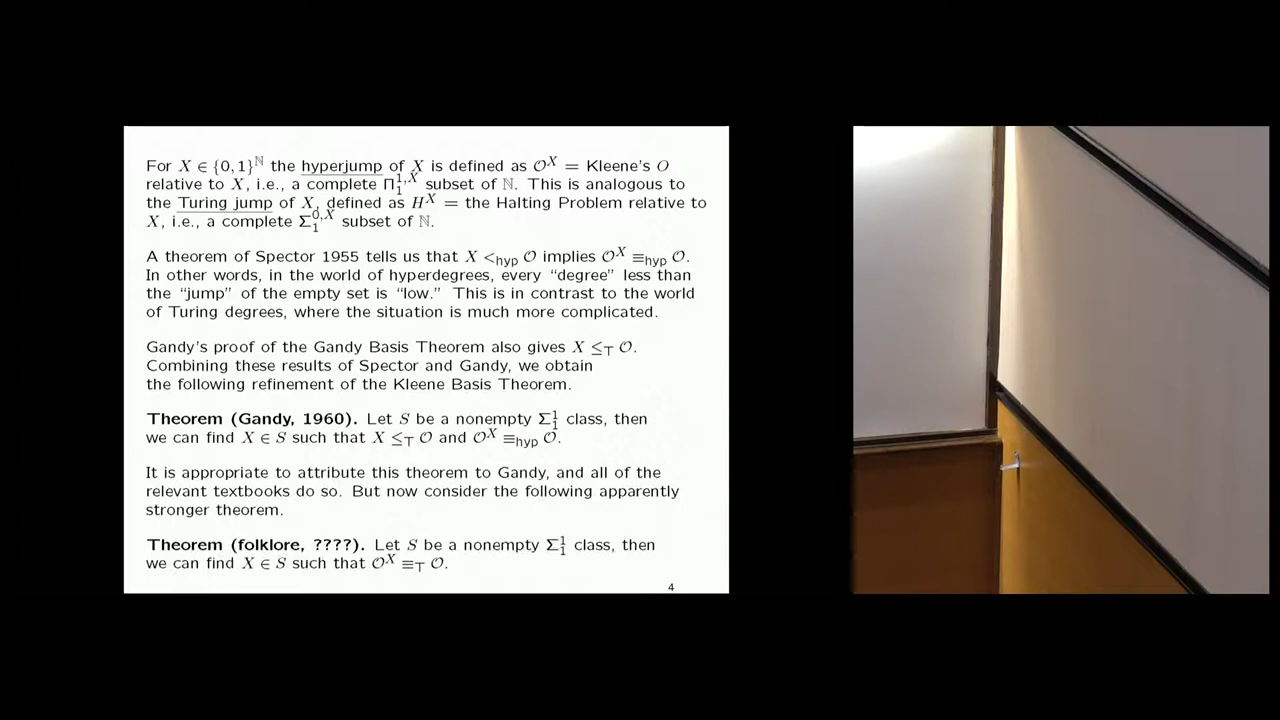 For X ∈ {0,1}^ℕ the hyperjump of X is defined as 𝒪^X = Kleene's O
relative to X, i.e., a complete Π^{1,X}_1 subset of ℕ. This is analogous to
the Turing jump of X, defined as H^X = the Halting Problem relative to
X, i.e., a complete Σ^{0,X}_1 subset of ℕ.
A theorem of Spector 1955 tells us that X <_hyp 𝒪 implies 𝒪^X ≡_hyp 𝒪.
In other words, in the world of hyperdegrees, every “degree” less than
the “jump” of the empty set is “low.” This is in contrast to the world
of Turing degrees, where the situation is much more complicated.
Gandy's proof of the Gandy Basis Theorem also gives X ≤_T 𝒪.
Combining these results of Spector and Gandy, we obtain
the following refinement of the Kleene Basis Theorem.
Theorem (Gandy, 1960). Let S be a nonempty Σ^1_1 class, then
we can find X ∈ S such that X ≤_T 𝒪 and 𝒪^X ≡_hyp 𝒪.
It is appropriate to attribute this theorem to Gandy, and all of the
relevant textbooks do so. But now consider the following apparently
stronger theorem.
Theorem (folklore, ????). Let S be a nonempty Σ^1_1 class, then
we can find X ∈ S such that 𝒪^X ≡_T 𝒪.
4